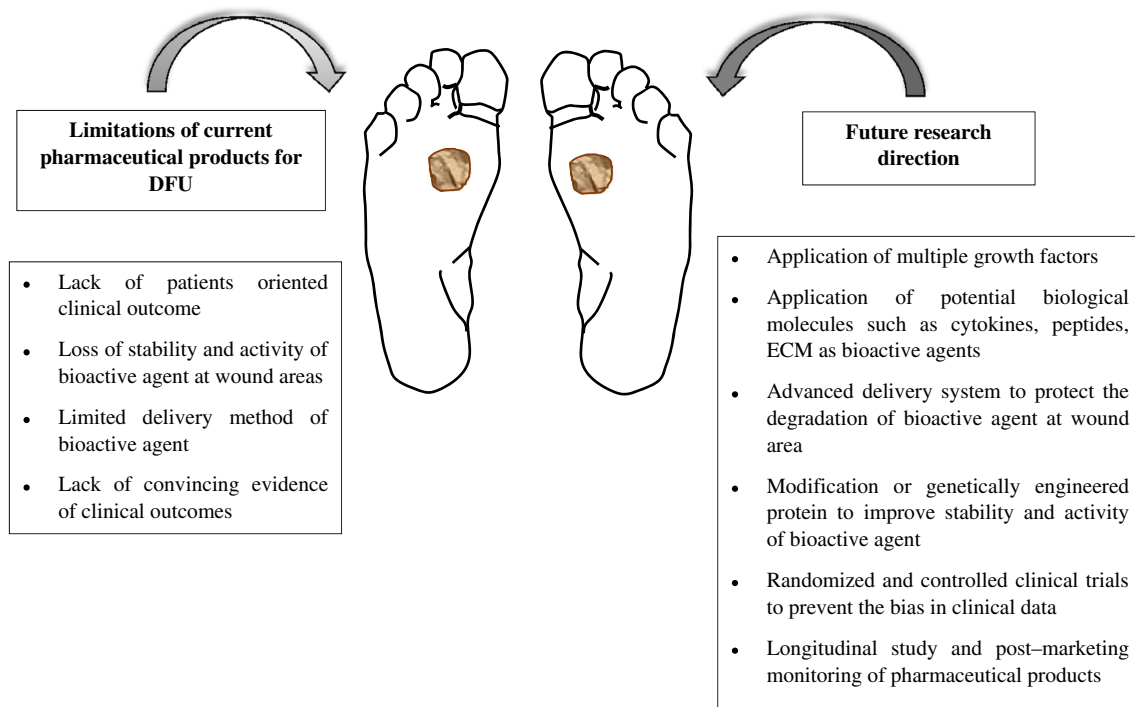 Limitations of current
pharmaceutical products for
DFU
• Lack of patients oriented
clinical outcome
• Loss of stability and activity of
bioactive agent at wound areas
• Limited delivery method of
bioactive agent
• Lack of convincing evidence
of clinical outcomes
Future research
direction
• Application of multiple growth factors
• Application of potential biological
molecules such as cytokines, peptides,
ECM as bioactive agents
• Advanced delivery system to protect the
degradation of bioactive agent at wound
area
• Modification or genetically engineered
protein to improve stability and activity
of bioactive agent
• Randomized and controlled clinical trials
to prevent the bias in clinical data
• Longitudinal study and post–marketing
monitoring of pharmaceutical products